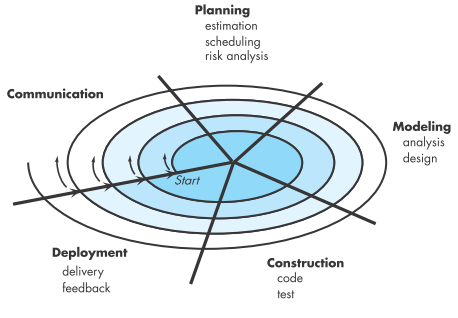 Planning
estimation
scheduling
risk analysis
Communication
Modeling
analysis
design
Start
Deployment
delivery
feedback
Construction
code
test